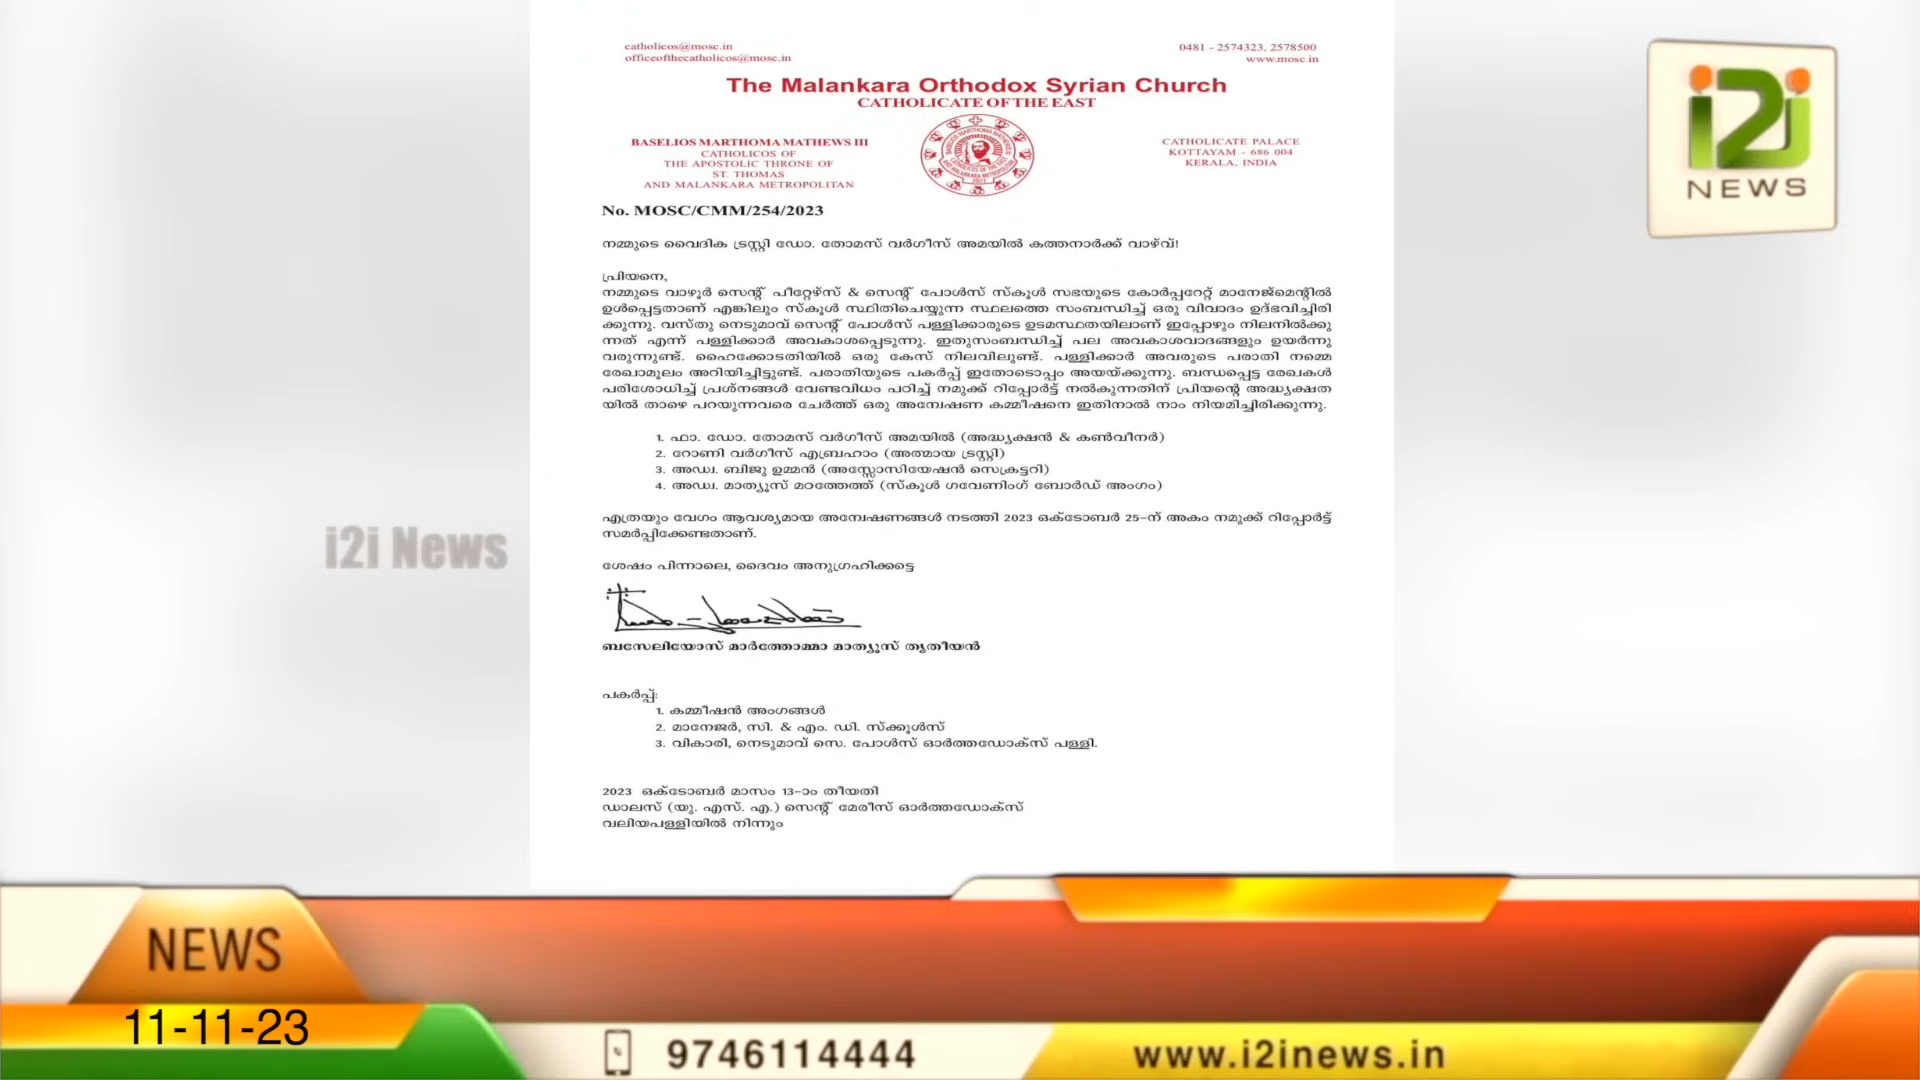 catholicos@mosc.in
officeofthecatholicos@mosc.in
0481 - 2574323, 2578500
www.mosc.in
The Malankara Orthodox Syrian Church
CATHOLICATE OF THE EAST
BASELIOS MARTHOMA MATHEWS III
CATHOLICOS OF
THE APOSTOLIC THRONE OF
ST. THOMAS
AND MALANKARA METROPOLITAN
CATHOLICATE PALACE
KOTTAYAM - 686 004
KERALA, INDIA
No. MOSC/CMM/254/2023
നമ്മുടെ വൈദിക ട്രസ്റ്റി ഡോ. തോമസ് വർഗീസ് അമയിൽ കത്തനാർക്ക് വാഴ്വ്!
പ്രിയനെ,
നമ്മുടെ വാഴൂർ സെന്റ് പീറ്റേഴ്സ് & സെന്റ് പോൾസ് സ്കൂൾ സഭയുടെ കോർപ്പറേറ്റ് മാനേജ്മെന്റിൽ
ഉൾപ്പെട്ടതാണ് എങ്കിലും സ്കൂൾ സ്ഥിതിചെയ്യുന്ന സ്ഥലത്തെ സംബന്ധിച്ച് ഒരു വിവാദം ഉദ്ഭവിച്ചിരി
ക്കുന്നു. വസ്തു നെടുമാവ് സെന്റ് പോൾസ് പള്ളിക്കാരുടെ ഉടമസ്ഥതയിലാണ് ഇപ്പോഴും നിലനിൽക്കു
ന്നത് എന്ന് പള്ളിക്കാർ അവകാശപ്പെടുന്നു. ഇതുസംബന്ധിച്ച് പല അവകാശവാദങ്ങളും ഉയർന്നു
വരുന്നുണ്ട്. ഹൈക്കോടതിയിൽ ഒരു കേസ് നിലവിലുണ്ട്. പള്ളിക്കാർ അവരുടെ പരാതി നമ്മെ
രേഖാമൂലം അറിയിച്ചിട്ടുണ്ട്. പരാതിയുടെ പകർപ്പ് ഇതോടൊപ്പം അയയ്ക്കുന്നു. ബന്ധപ്പെട്ട രേഖകൾ
പരിശോധിച്ച് പ്രശ്നങ്ങൾ വേണ്ടവിധം പഠിച്ച് നമുക്ക് റിപ്പോർട്ട് നൽകുന്നതിന് പ്രിയന്റെ അദ്ധ്യക്ഷത
യിൽ താഴെ പറയുന്നവരെ ചേർത്ത് ഒരു അന്വേഷണ കമ്മീഷനെ ഇതിനാൽ നാം നിയമിച്ചിരിക്കുന്നു.
1. ഫാ. ഡോ. തോമസ് വർഗീസ് അമയിൽ (അദ്ധ്യക്ഷൻ & കൺവീനർ)
2. റോണി വർഗീസ് എബ്രഹാം (അത്മായ ട്രസ്റ്റി)
3. അഡ്വ. ബിജു ഉമ്മൻ (അസ്സോസിയേഷൻ സെക്രട്ടറി)
4. അഡ്വ. മാത്യൂസ് മഠത്തേത്ത് (സ്കൂൾ ഗവേണിംഗ് ബോർഡ് അംഗം)
എത്രയും വേഗം ആവശ്യമായ അന്വേഷണങ്ങൾ നടത്തി 2023 ഒക്ടോബർ 25-ന് അകം നമുക്ക് റിപ്പോർട്ട്
സമർപ്പിക്കേണ്ടതാണ്.
ശേഷം പിന്നാലെ, ദൈവം അനുഗ്രഹിക്കട്ടെ
ബസേലിയോസ് മാർത്തോമ്മാ മാത്യൂസ് തൃതീയൻ
പകർപ്പ്:
1. കമ്മീഷൻ അംഗങ്ങൾ
2. മാനേജർ, സി. & എം. ഡി. സ്ക്കൂൾസ്
3. വികാരി, നെടുമാവ് സെ. പോൾസ് ഓർത്തഡോക്സ് പള്ളി.
2023 ഒക്ടോബർ മാസം 13-ാം തീയതി
ഡാലസ് (യു. എസ്. എ.) സെന്റ് മേരീസ് ഓർത്തഡോക്സ്
വലിയപള്ളിയിൽ നിന്നും
i2i NEWS
i2i News
NEWS
11-11-23
9746114444
www.i2inews.in